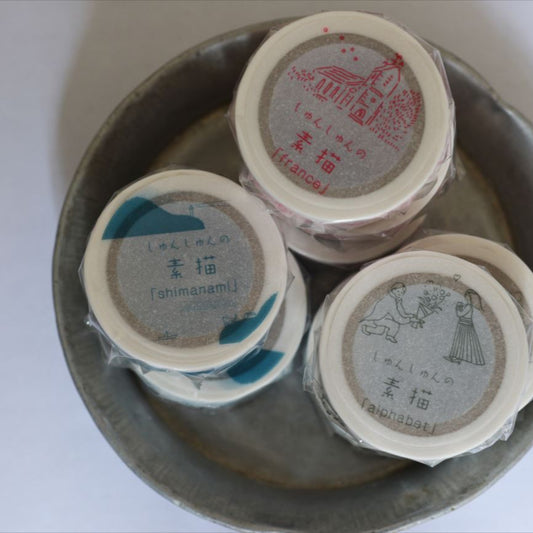 しゅんしゅんの
素描
「france」
しゅんしゅんの
素描
「shimanami」
しゅんしゅんの
素描
「alphabet」